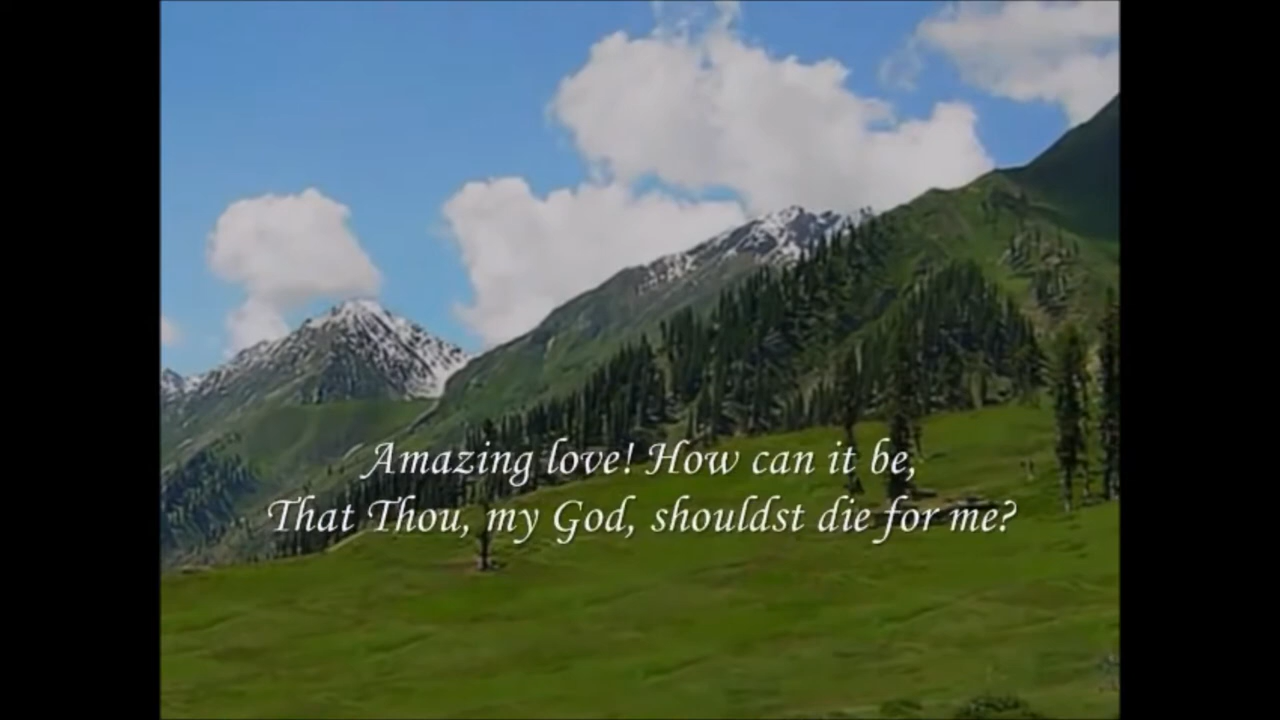 Amazing love! How can it be,
That Thou, my God, shouldst die for me?